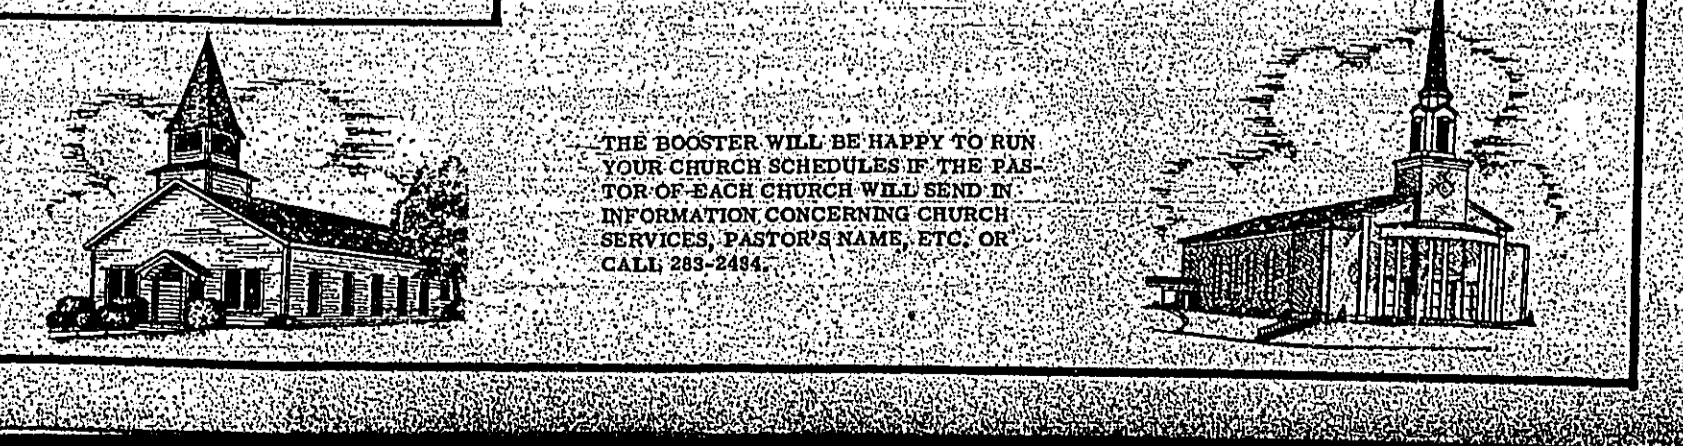 THE BOOSTER WILL BE HAPPY TO RUN
YOUR CHURCH SCHEDULES IF THE PAS-
TOR OF EACH CHURCH WILL SEND IN
INFORMATION CONCERNING CHURCH
SERVICES, PASTOR'S NAME, ETC. OR
CALL 283-2484.